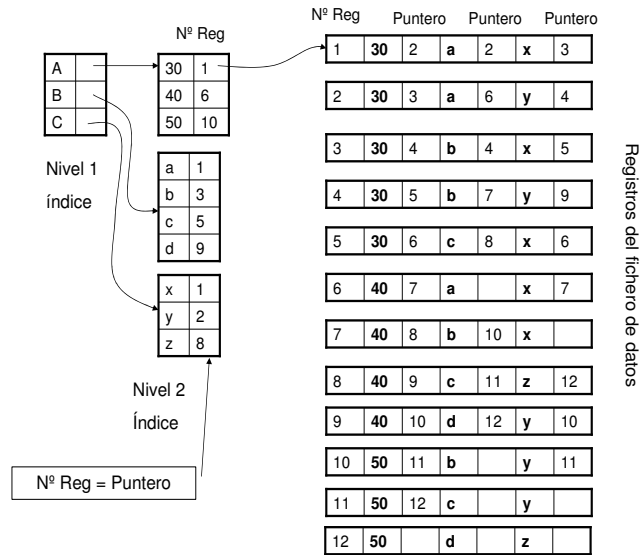 Nº Reg Puntero Puntero Puntero
Nº Reg
A
B
C
30 1
40 6
50 10
Nivel 1
índice
a 1
b 3
c 5
d 9
x 1
y 2
z 8
Nivel 2
Índice
Nº Reg = Puntero
1 30 2 a 2 x 3
2 30 3 a 6 y 4
3 30 4 b 4 x 5
4 30 5 b 7 y 9
5 30 6 c 8 x 6
6 40 7 a x 7
7 40 8 b 10 x
8 40 9 c 11 z 12
9 40 10 d 12 y 10
10 50 11 b y 11
11 50 12 c y
12 50 d z
Registros del fichero de datos